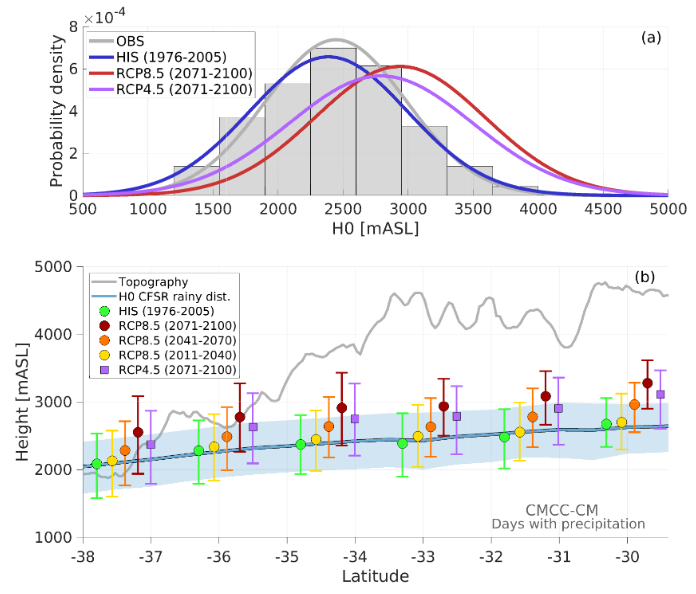 ×10⁻⁴
(a)
OBS
HIS (1976-2005)
RCP8.5 (2071-2100)
RCP4.5 (2071-2100)
Probability density
8
6
4
2
0
500 1000 1500 2000 2500 3000 3500 4000 4500 5000
H0 [mASL]
(b)
Topography
H0 CFSR rainy dist.
HIS (1976-2005)
RCP8.5 (2071-2100)
RCP8.5 (2041-2070)
RCP8.5 (2011-2040)
RCP4.5 (2071-2100)
Height [mASL]
5000
4000
3000
2000
1000
CMCC-CM
Days with precipitation
-38 -37 -36 -35 -34 -33 -32 -31 -30
Latitude